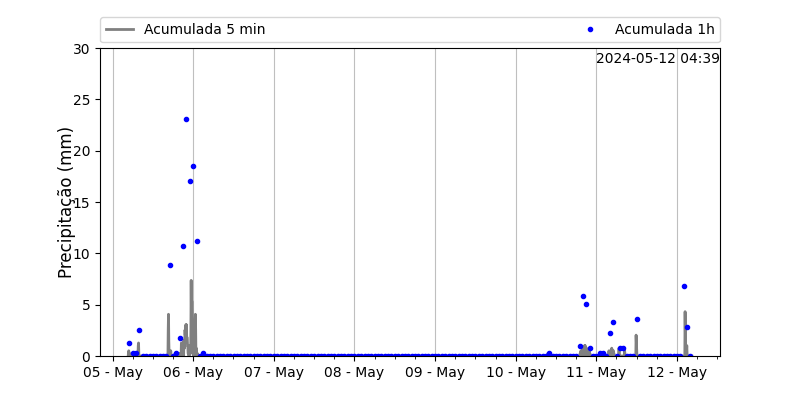 Acumulada 5 min
Acumulada 1h
2024-05-12 04:39
Precipitação (mm)
30
25
20
15
10
5
0
05 - May
06 - May
07 - May
08 - May
09 - May
10 - May
11 - May
12 - May